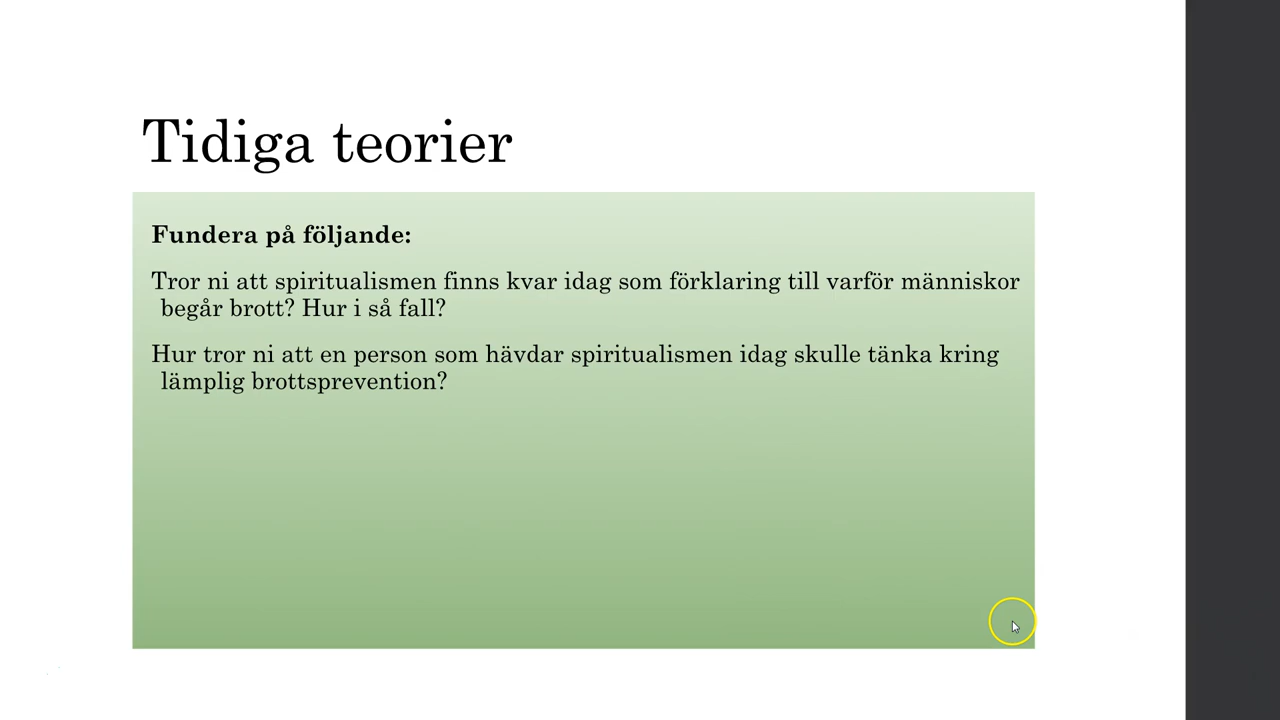 Tidiga teorier
Fundera på följande:
Tror ni att spiritualismen finns kvar idag som förklaring till varför människor
begår brott? Hur i så fall?
Hur tror ni att en person som hävdar spiritualismen idag skulle tänka kring
lämplig brottsprevention?